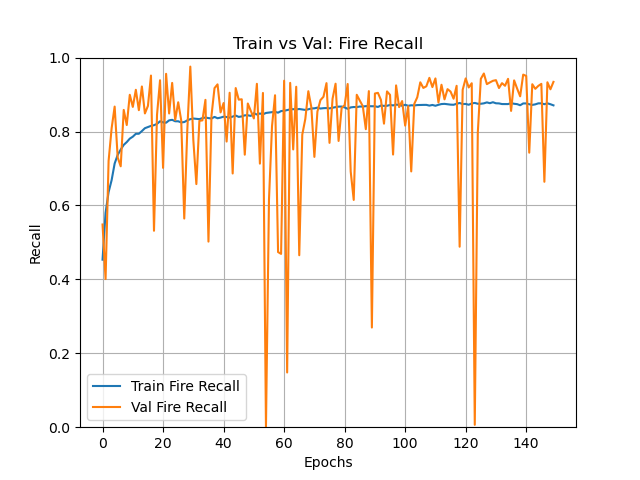 Train vs Val: Fire Recall
1.0
0.8
0.6
0.4
0.2
0.0
Recall
Train Fire Recall
Val Fire Recall
0 20 40 60 80 100 120 140
Epochs